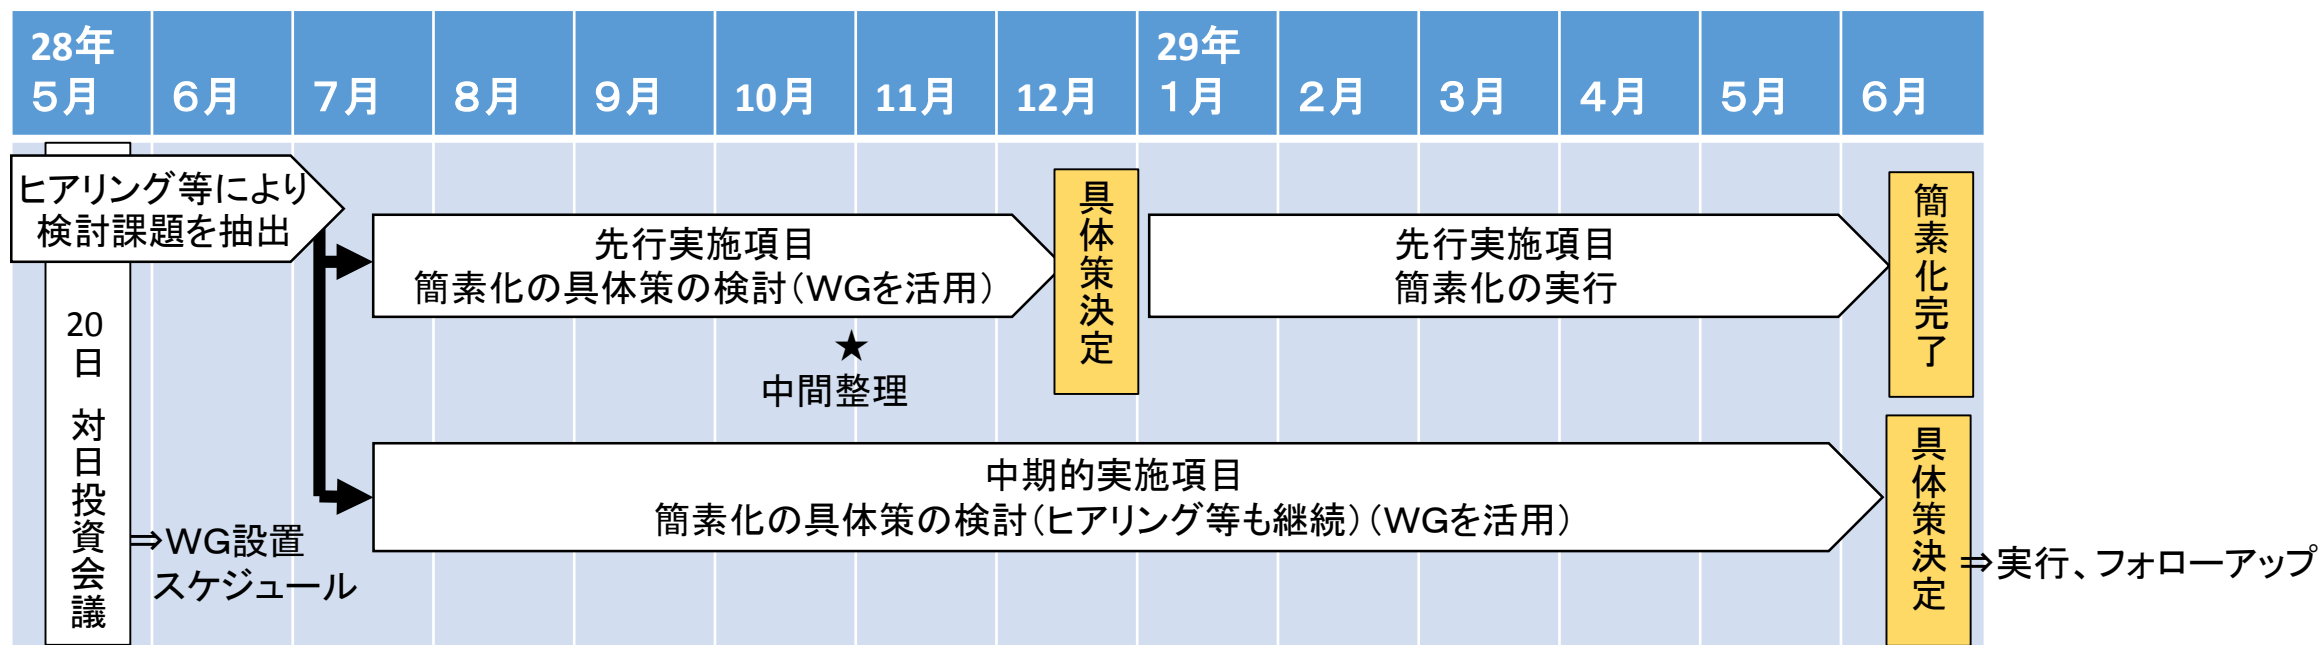 28年
５月
６月
７月
８月
９月
10月
11月
12月
29年
１月
２月
３月
４月
５月
６月
ヒアリング等により
検討課題を抽出
20日 対日投資会議
⇒WG設置
スケジュール
先行実施項目
簡素化の具体策の検討（WGを活用）
★
中間整理
具体策決定
先行実施項目
簡素化の実行
簡素化完了
中期的実施項目
簡素化の具体策の検討（ヒアリング等も継続）（WGを活用）
具体策決定
⇒実行、フォローアップ